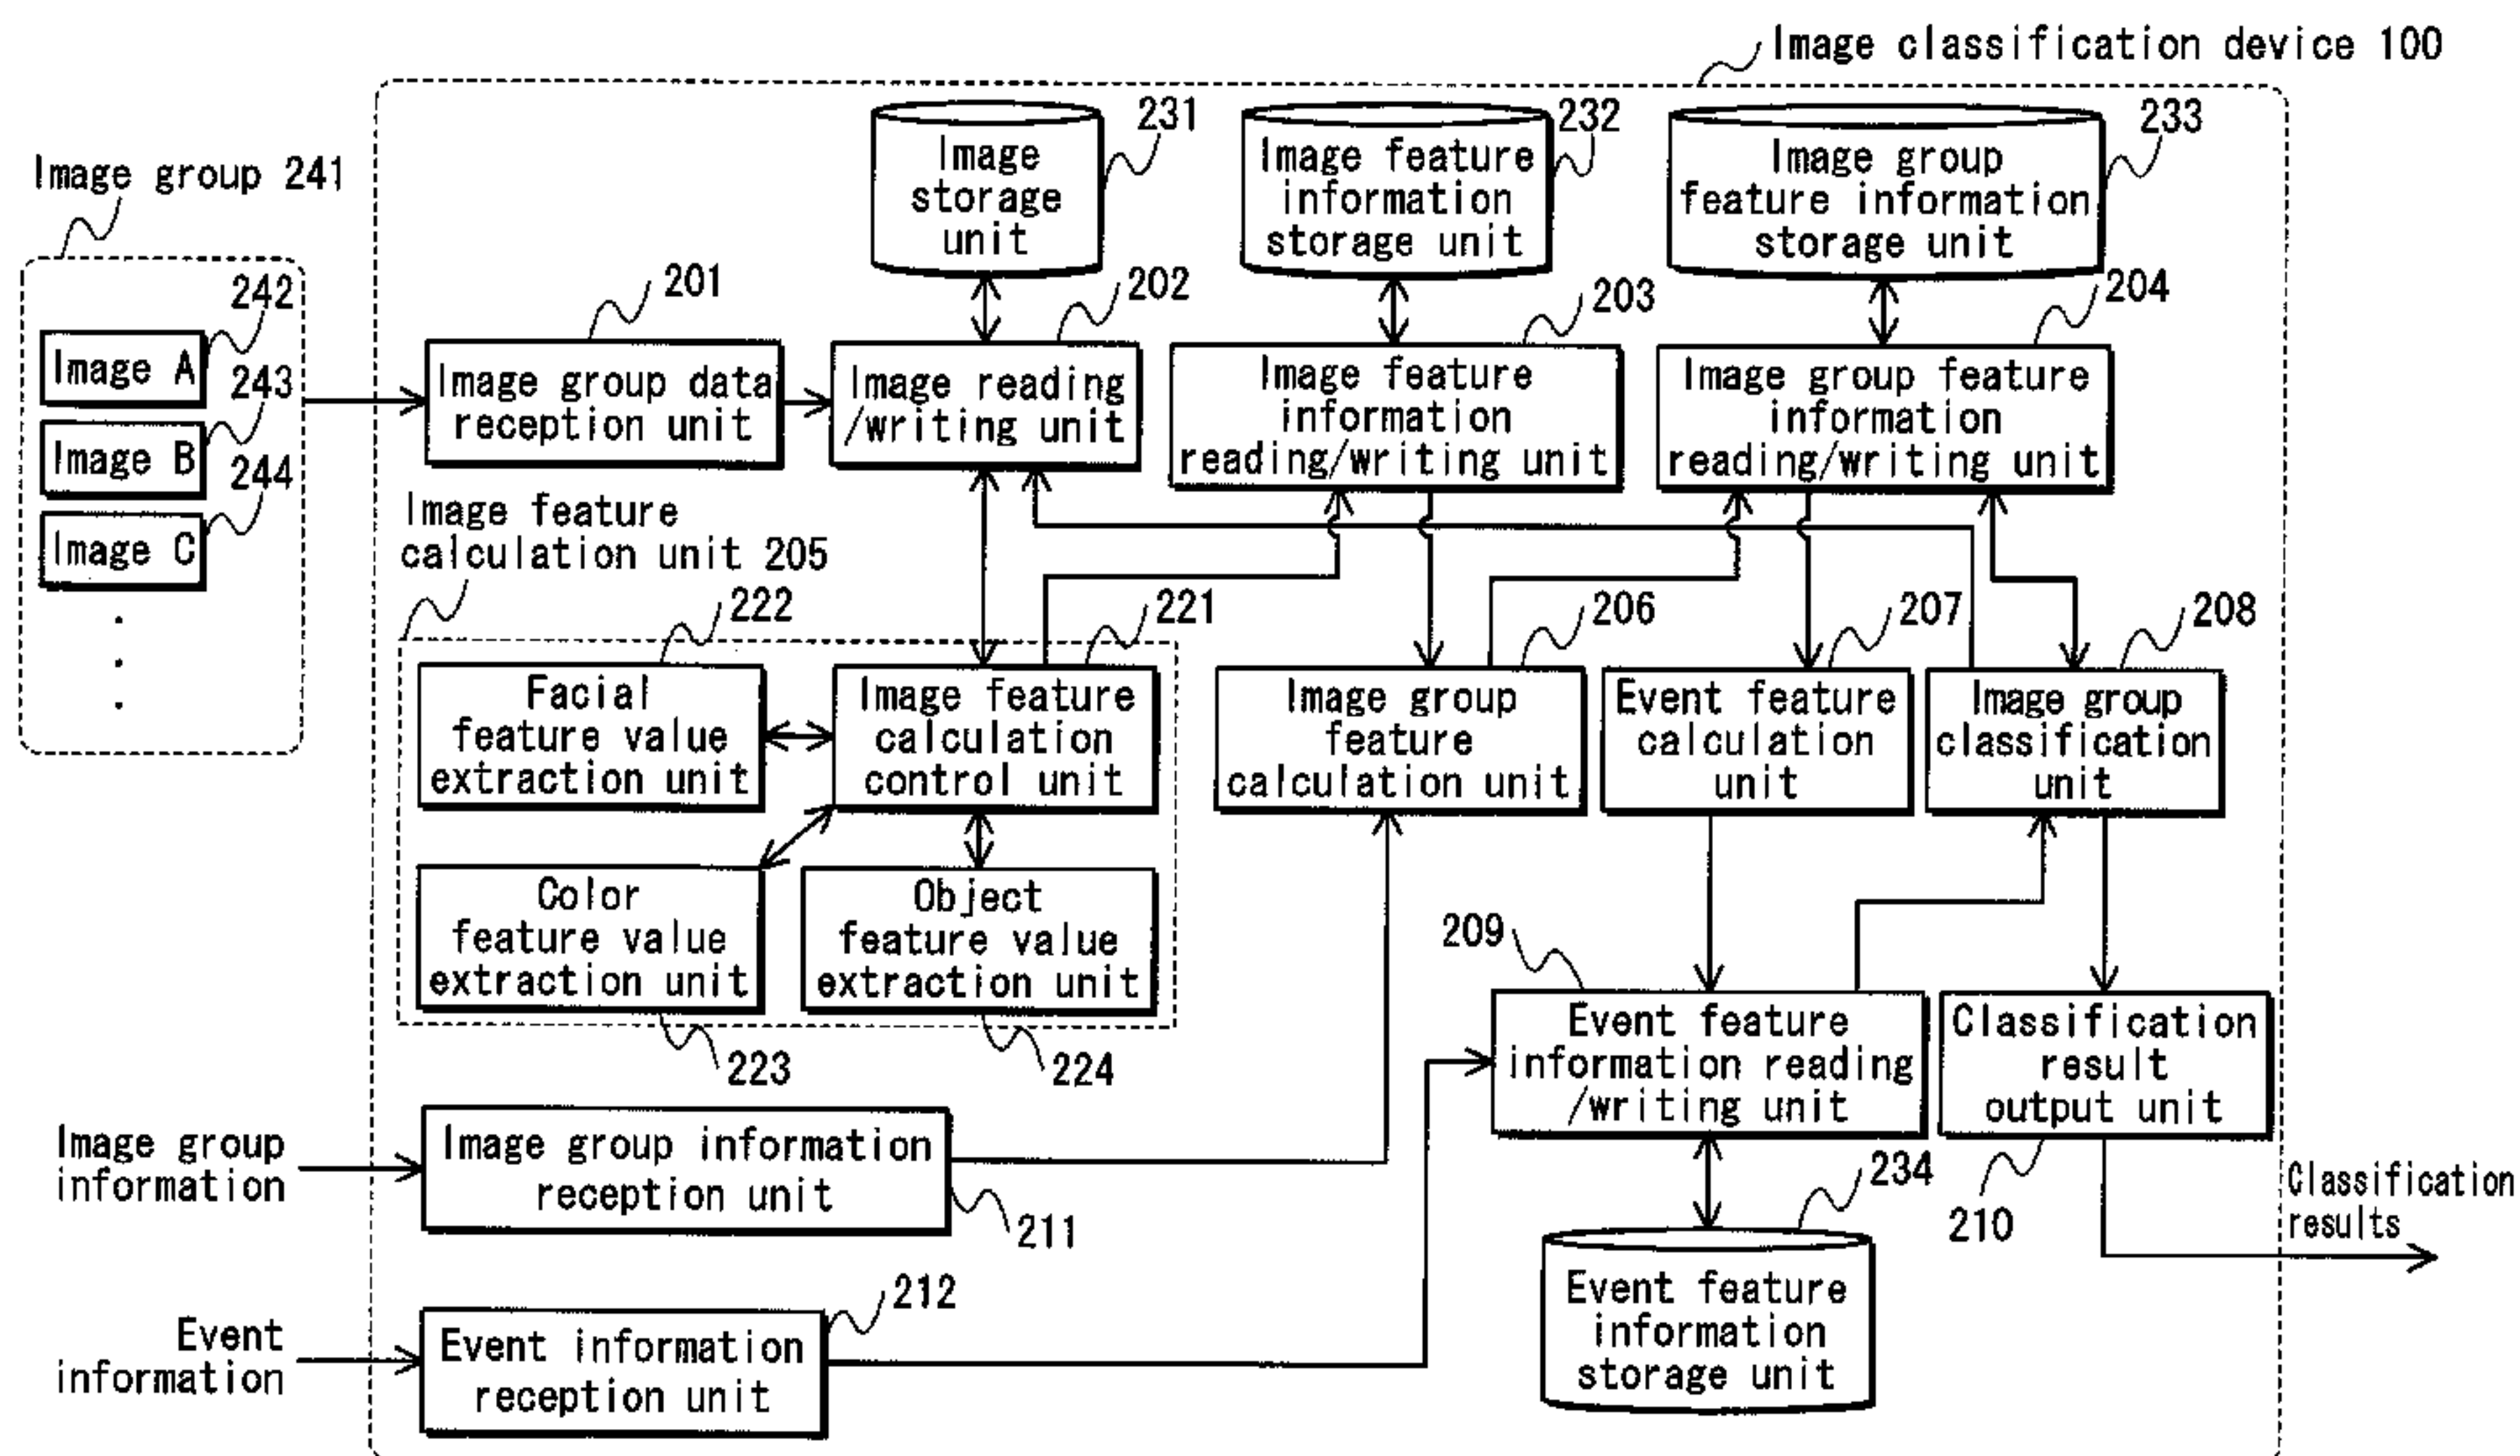 Image classification device 100
231
232
233
Image
storage
unit
Image feature
information
storage unit
Image group
feature information
storage unit
Image group 241
242
Image A
243
Image B
244
Image C
201
202
203
204
Image group data
reception unit
Image reading
/writing unit
Image feature
information
reading/writing unit
Image group feature
information
reading/writing unit
Image feature
calculation unit 205
222
221
206
207
208
Facial
feature value
extraction unit
Image feature
calculation
control unit
Image group
feature
calculation unit
Event feature
calculation
unit
Image group
classification
unit
Color
feature value
extraction unit
Object
feature value
extraction unit
223
224
209
Event feature
information reading
/writing unit
Classification
result
output unit
Image group
information
Image group information
reception unit
211
234
210
Classification
results
Event
information
212
Event information
reception unit
Event feature
information
storage unit